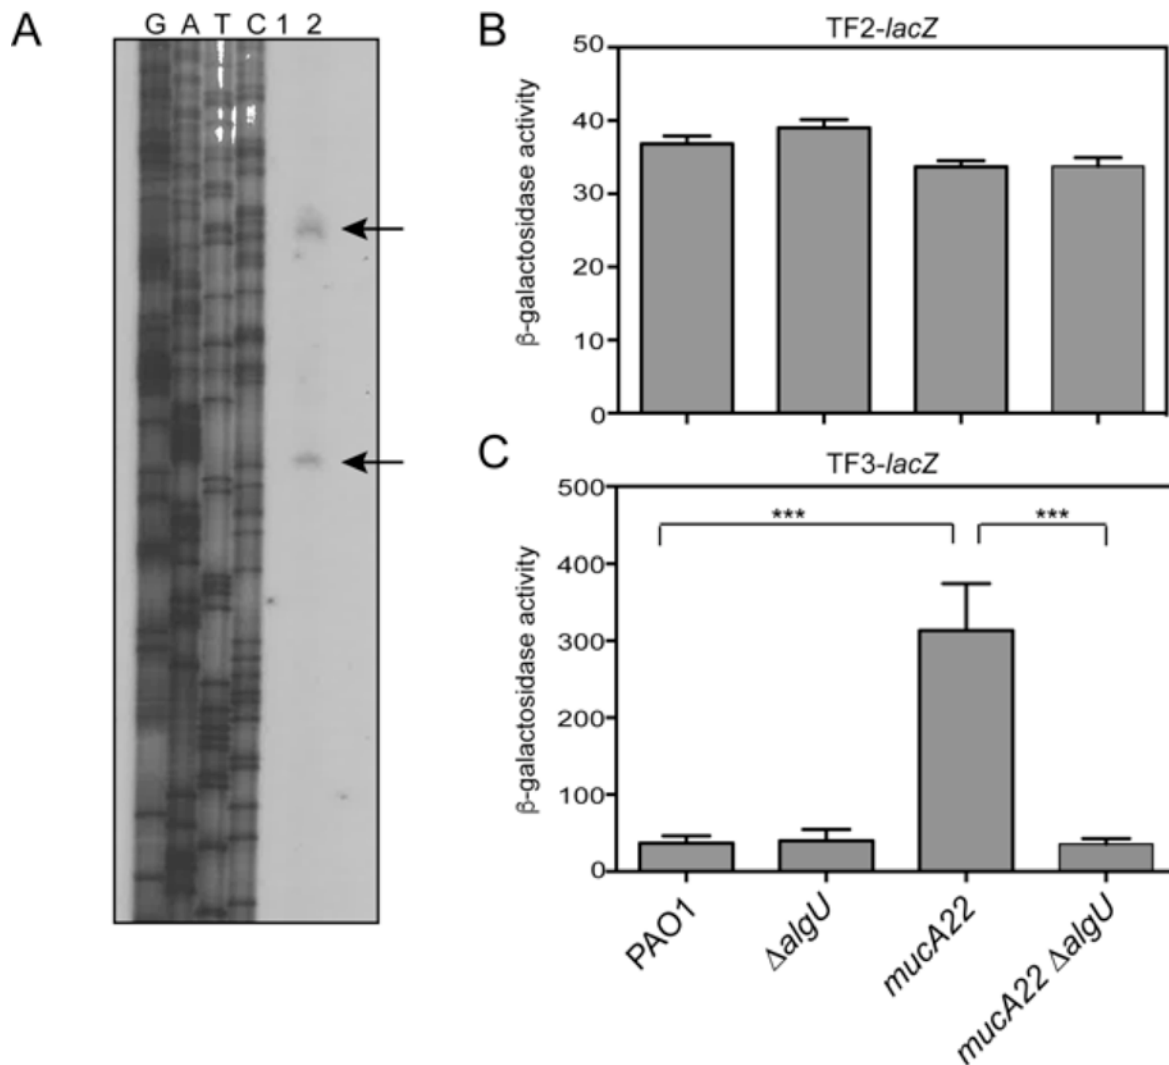 A
G A T C 1 2
B
TF2-lacZ
β-galactosidase activity
50
40
30
20
10
0
C
TF3-lacZ
β-galactosidase activity
500
400
300
200
100
0
***
***
PAO1
ΔalgU
mucA22
mucA22 ΔalgU